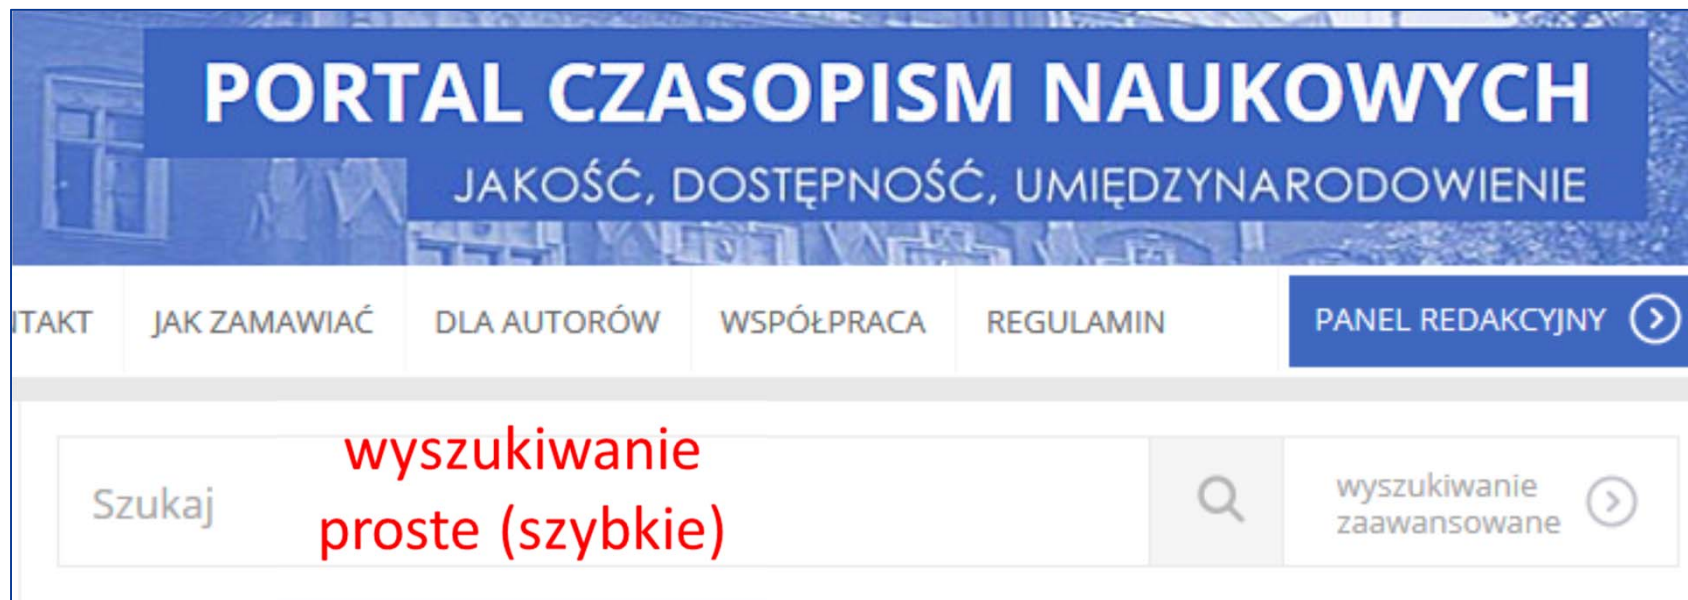 PORTAL CZASOPISM NAUKOWYCH
JAKOŚĆ, DOSTĘPNOŚĆ, UMIĘDZYNARODOWIENIE
NTAKT JAK ZAMAWIAĆ DLA AUTORÓW WSPÓŁPRACA REGULAMIN PANEL REDAKCYJNY
Szukaj
wyszukiwanie
proste (szybkie)
wyszukiwanie
zaawansowane